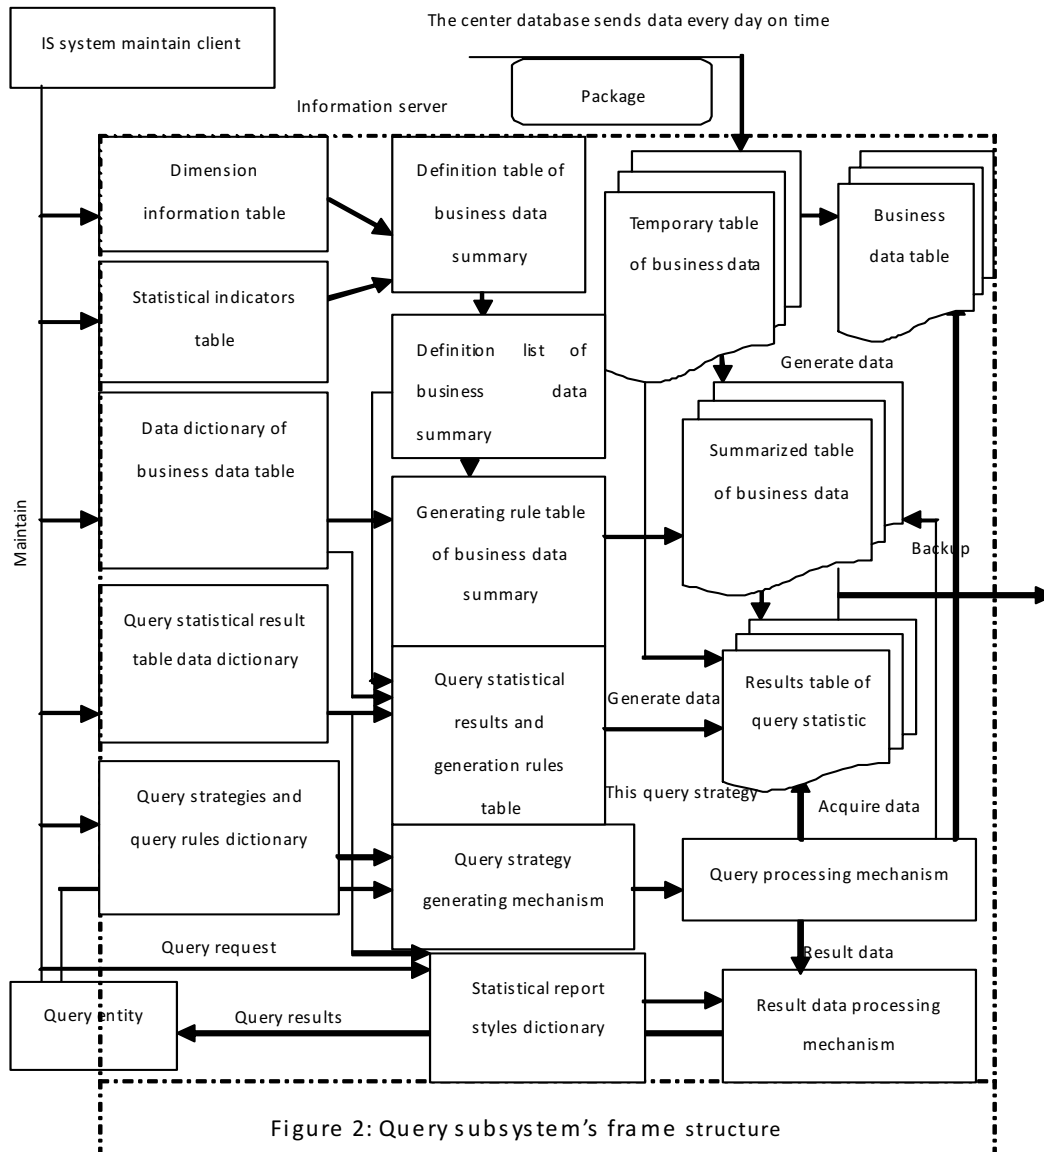 The center database sends data every day on time
IS system maintain client
Package
Information server
Dimension
information table
Definition table of
business data
summary
Temporary table
of business data
Business
data table
Statistical indicators
table
Definition list of
business data
summary
Generate data
Data dictionary of
business data table
Summarized table
of business data
Maintain
Generating rule table
of business data
summary
Backup
Query statistical result
table data dictionary
Query statistical
results and
generation rules
table
Generate data
Results table of
query statistic
Query strategies and
query rules dictionary
This query strategy
Acquire data
Query strategy
generating mechanism
Query processing mechanism
Query request
Result data
Query entity
Query results
Statistical report
styles dictionary
Result data processing
mechanism
Figure 2: Query subsystem's frame structure